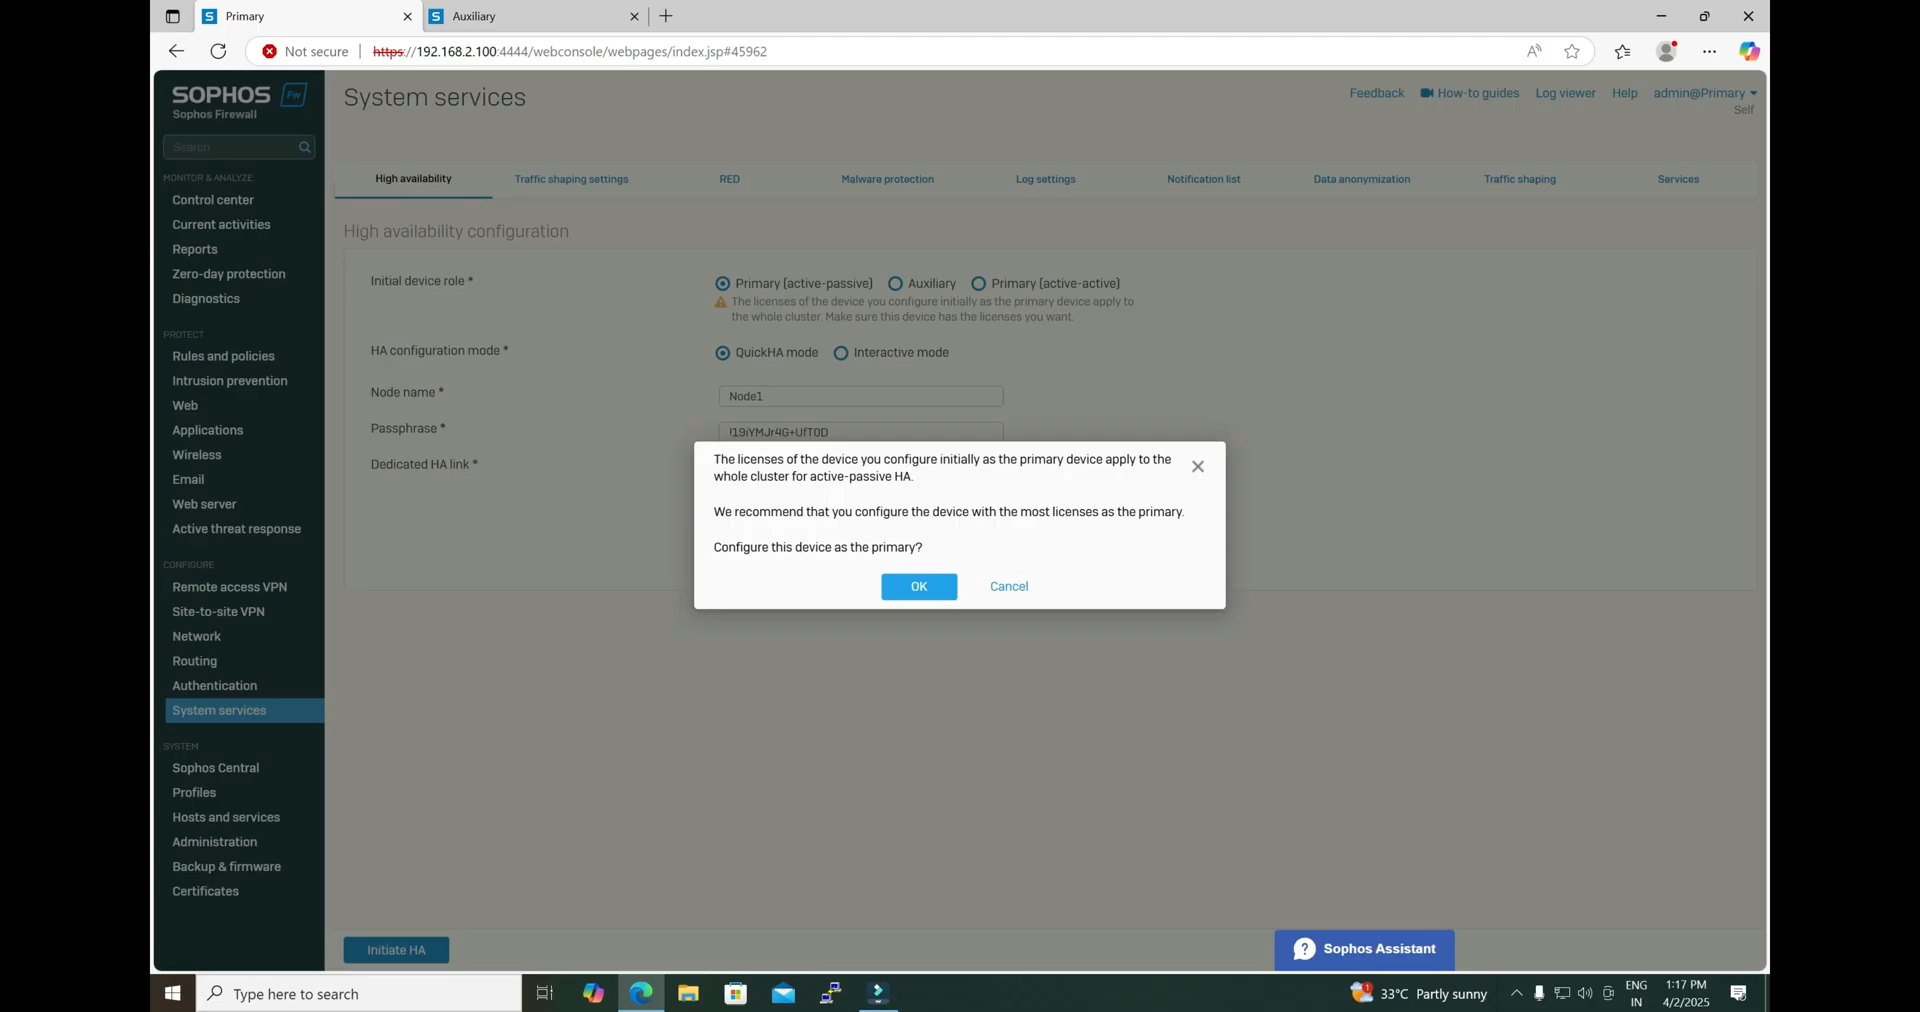 Primary
Auxiliary
Not secure
https://192.168.2.100:4444/webconsole/webpages/index.jsp#45962
SOPHOS Fw
Sophos Firewall
Search
MONITOR & ANALYZE
Control center
Current activities
Reports
Zero-day protection
Diagnostics
PROTECT
Rules and policies
Intrusion prevention
Web
Applications
Wireless
Email
Web server
Active threat response
CONFIGURE
Remote access VPN
Site-to-site VPN
Network
Routing
Authentication
System services
SYSTEM
Sophos Central
Profiles
Hosts and services
Administration
Backup & firmware
Certificates
System services
Feedback How-to guides Log viewer Help admin@Primary
Self
High availability Traffic shaping settings RED Malware protection Log settings Notification list Data anonymization Traffic shaping Services
High availability configuration
Initial device role * Primary (active-passive) Auxiliary Primary (active-active)
The licenses of the device you configure initially as the primary device apply to
the whole cluster. Make sure this device has the licenses you want.
HA configuration mode * QuickHA mode Interactive mode
Node name * Node1
Passphrase * !19iYMJr4G+UfT0D
Dedicated HA link *
The licenses of the device you configure initially as the primary device apply to the
whole cluster for active-passive HA.
We recommend that you configure the device with the most licenses as the primary.
Configure this device as the primary?
OK Cancel
Initiate HA
Sophos Assistant
Type here to search
1
33°C Partly sunny
ENG
IN
1:17 PM
4/2/2025